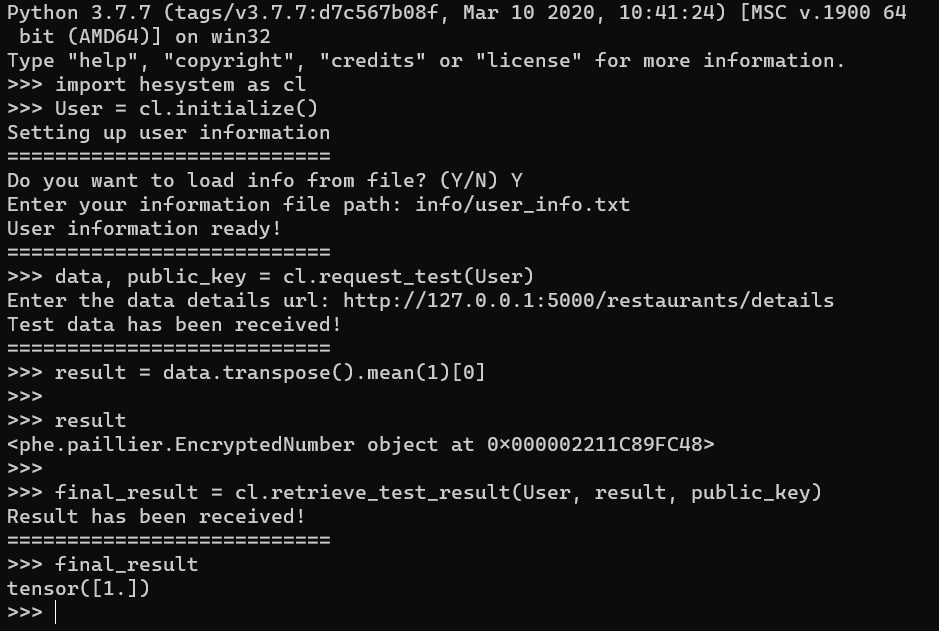 Python 3.7.7 (tags/v3.7.7:d7c567b08f, Mar 10 2020, 10:41:24) [MSC v.1900 64
 bit (AMD64)] on win32
Type "help", "copyright", "credits" or "license" for more information.
>>> import hesystem as cl
>>> User = cl.initialize()
Setting up user information
===========================
Do you want to load info from file? (Y/N) Y
Enter your information file path: info/user_info.txt
User information ready!
===========================
>>> data, public_key = cl.request_test(User)
Enter the data details url: http://127.0.0.1:5000/restaurants/details
Test data has been received!
===========================
>>> result = data.transpose().mean(1)[0]
>>>
>>> result
<phe.paillier.EncryptedNumber object at 0x000002211C89FC48>
>>>
>>> final_result = cl.retrieve_test_result(User, result, public_key)
Result has been received!
===========================
>>> final_result
tensor([1.])
>>>